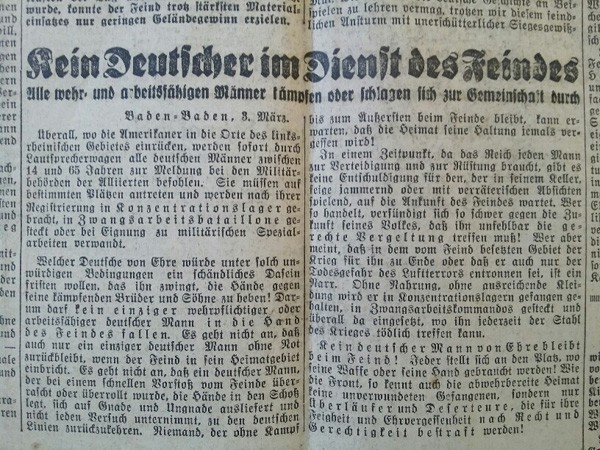 wurde, konnte der Feind trotz stärksten Material-
einsatzes nur geringen Geländegewinn erzielen.
spielen zu lehren vermag, trotzen wir diesem feind-
lichen Ansturm mit unerschütterlicher
Kein Deutscher im Dienst des Feindes
Alle wehr- und arbeitsfähigen Männer kämpfen oder schlagen sich zur Gemeinschaft durch
Baden-Baden, 3. März.
Überall, wo die Amerikaner in die Orte des links-
rheinischen Gebietes einrücken, werden sofort durch
Lautsprecherwagen alle deutschen Männer zwischen
14 und 65 Jahren zur Meldung bei den Militär-
behörden der Alliierten befohlen. Sie müssen auf
bestimmten Plätzen antreten und werden nach ihrer
Registrierung in Konzentrationslager ge-
bracht, in Zwangsarbeitsbataillone ge-
steckt oder bei Eignung zu militärischen Spezial-
arbeiten verwandt.
Welcher Deutsche von Ehre würde unter solch un-
würdigen Bedingungen ein schändliches Dasein
fristen wollen, das ihn zwingt, die Hände gegen
seine kämpfenden Brüder und Söhne zu heben! Dar-
um darf kein einziger wehrpflichtiger oder
arbeitsfähiger deutscher Mann in die Hand
des Feindes fallen. Es geht nicht an, daß
auch nur ein einziger deutscher Mann ohne Not
zurückbleibt, wenn der Feind in sein Heimatgebiet
einbricht. Es geht nicht an, daß ein deutscher Mann,
der bei einem schnellen Vorstoß vom Feinde über-
rascht oder überrollt wurde, die Hände in den Schoß
legt, sich auf Gnade und Ungnade ausliefert und
nicht jeden Versuch unternimmt, zu den deutschen
Linien zurückzukehren. Niemand, der ohne Kampf
bis zum Äußersten beim Feinde bleibt, kann er-
warten, daß die Heimat seine Haltung jemals ver-
gessen wird!
In einem Zeitpunkt, da das Reich jeden Mann
zur Verteidigung und zur Rüstung braucht, gibt es
keine Entschuldigung für den, der in seinem Keller,
feige jammernd oder mit verräterischen Absichten
spielend, auf die Ankunft des Feindes wartet. Wer
so handelt, versündigt sich so schwer gegen die Zu-
kunft seines Volkes, daß ihn unfehlbar die ge-
rechte Vergeltung treffen muß! Wer aber
meint, daß in dem vom Feind besetzten Gebiet der
Krieg für ihn zu Ende oder daß er auch nur der
Todesgefahr des Luftterrors entronnen sei, ist ein
Narr. Ohne Nahrung, ohne ausreichende Klei-
dung wird er in Konzentrationslagern gefangen ge-
halten, in Zwangsarbeitskommandos gesteckt und
überall da eingesetzt, wo ihn jederzeit der Stahl
des Krieges tödlich treffen kann.
Kein deutscher Mann von Ehre bleibt
beim Feind! Jeder stellt sich an den Platz, wo
seine Waffe oder seine Hand gebraucht werden! Wie
die Front, so kennt auch die abwehrbereite Heimat
keine unverwundeten Gefangenen, sondern nur
Überläufer und Deserteure, die für ihre
Feigheit und Ehrvergessenheit nach Recht und
Gerechtigkeit bestraft werden!